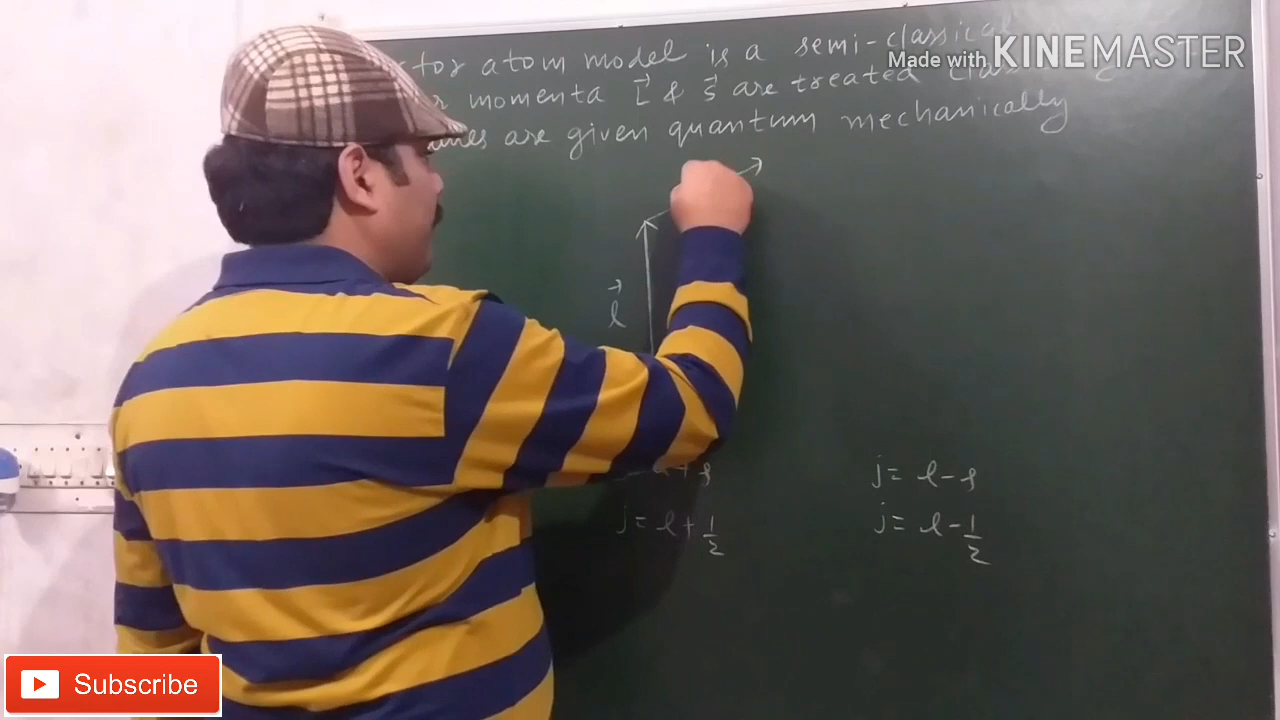 atom model is a semi-classical
momenta L⃗ & S⃗ are treated
are given quantum mechanically
Made with KINEMASTER
l⃗
j = l - s
j = l + 1/2
j = l - 1/2
Subscribe